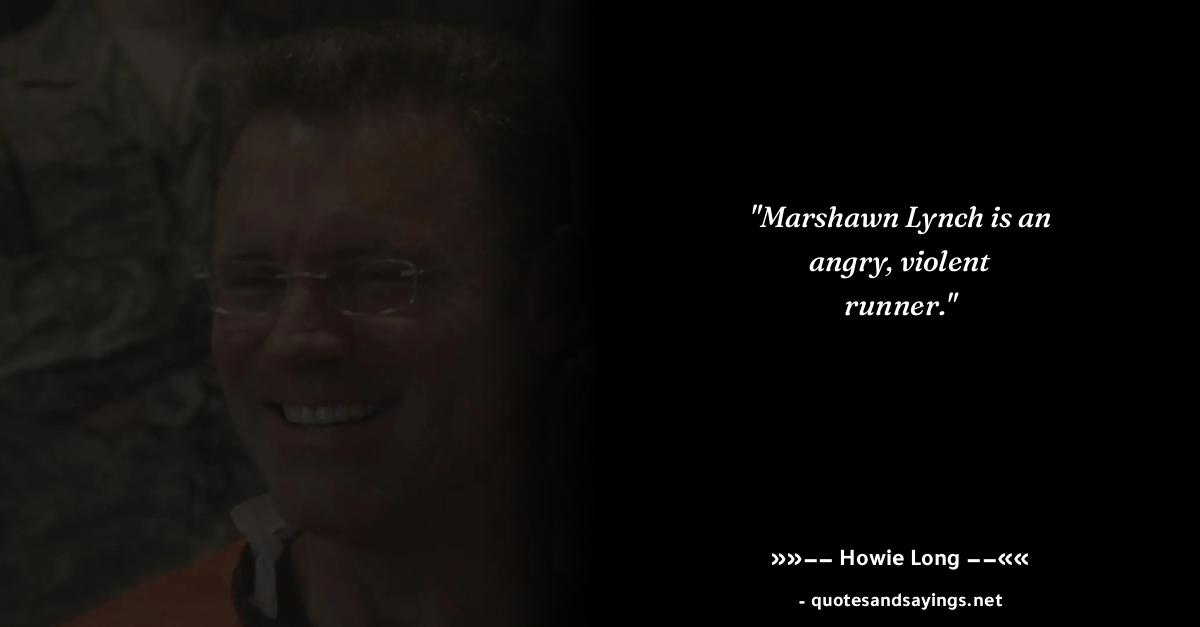 "Marshawn Lynch is an
angry, violent
runner."
»»−− Howie Long −−««
- quotesandsayings.net